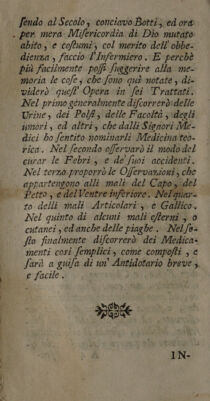 ſendo al Secolo, conciavo Botti, ed ora
per mera Miſericordia di Dio mutato
abito, e coſtumi, col merito dell'obbe-
dienza, faccio l'Infermiero. E perchè
più facilmente poſſi ſuggerire alla me-
moria le coſe, che ſono quì notate, di-
viderò queſt' Opera in ſei Trattati.
Nel primo generalmente diſcorrerò delle
Urine, dei Polſi, delle Facoltà, degli
umori, ed altri, che dalli Signori Me-
dici ho ſentito nominarli Medicina teo-
rica. Nel ſecondo oſſervarò il modo del
curar le Febri, e de' ſuoi accidenti.
Nel terzo proporrò le Oſſervazioni, che
appartengono alli mali del Capo, del
Petto, e del Ventre inferiore. Nel quar-
to delli mali Articolari, e Gallico.
Nel quinto di alcuni mali eſterni, o
cutanei, ed anche delle piaghe. Nel ſe-
ſto finalmente diſcorrerò dei Medica-
menti così ſemplici, come compoſti, e
ſarà a guiſa di un' Antidotario breve,
e facile.
IN-